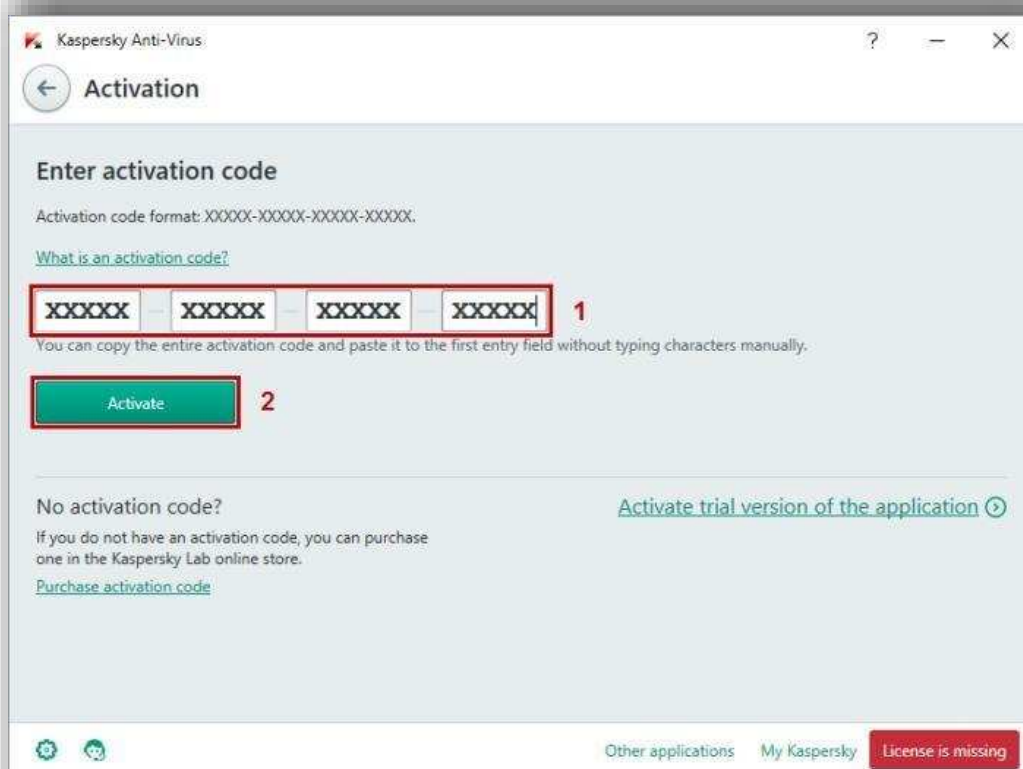 Kaspersky Anti-Virus ?
Activation
Enter activation code
Activation code format: XXXXX-XXXXX-XXXXX-XXXXX.
What is an activation code?
XXXXX – XXXXX – XXXXX – XXXXX 1
You can copy the entire activation code and paste it to the first entry field without typing characters manually.
Activate 2
No activation code?
Activate trial version of the application
If you do not have an activation code, you can purchase
one in the Kaspersky Lab online store.
Purchase activation code
Other applications My Kaspersky License is missing